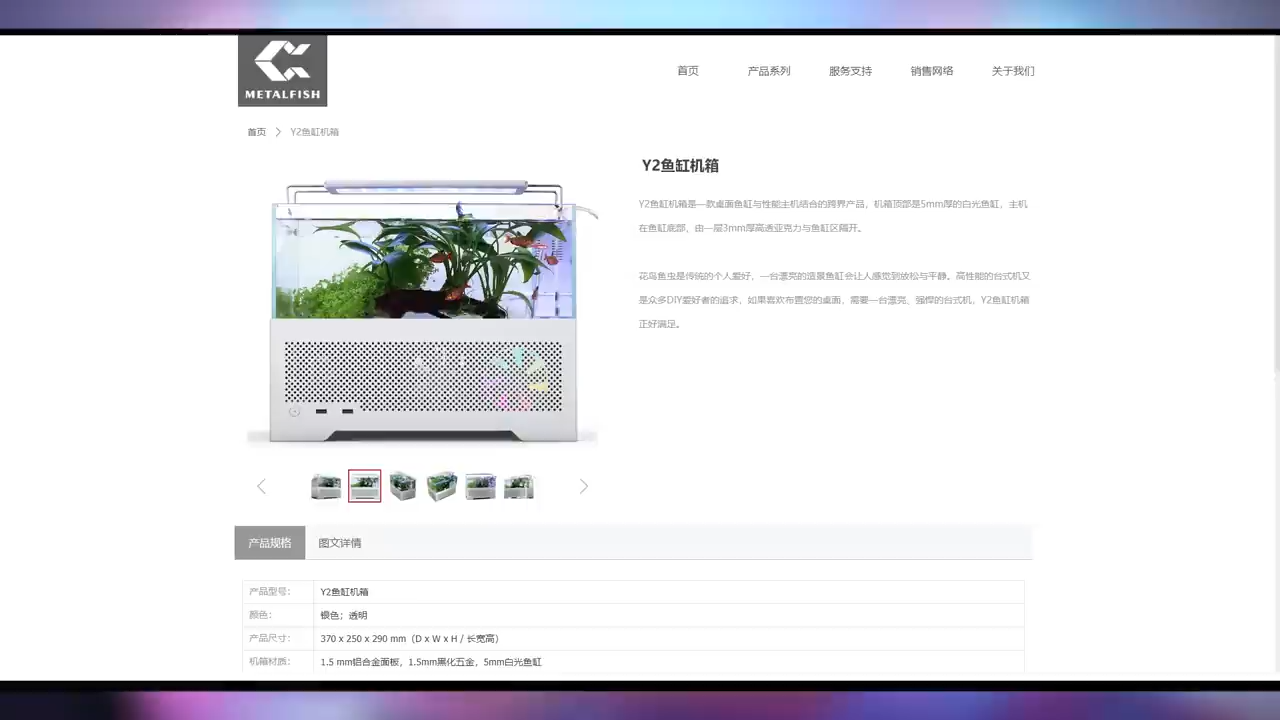 METALFISH
首页
产品系列
服务支持
销售网络
关于我们
首页 > Y2鱼缸机箱
Y2鱼缸机箱
Y2鱼缸机箱是一款桌面鱼缸与性能主机结合的跨界产品，机箱顶部是5mm厚的白光鱼缸，主机
在鱼缸底部，由一层3mm厚高透亚克力与鱼缸区隔开。
花鸟鱼虫是传统的个人爱好，一台漂亮的造景鱼缸会让人感觉到放松与平静。高性能的台式机又
是众多DIY爱好者的追求，如果喜欢布置您的桌面，需要一台漂亮、强悍的台式机，Y2鱼缸机箱
正好满足。
产品规格
图文详情
产品型号： Y2鱼缸机箱
颜色： 银色；透明
产品尺寸： 370 x 250 x 290 mm（D x W x H / 长宽高）
机箱材质： 1.5 mm铝合金面板，1.5mm黑化五金，5mm白光鱼缸